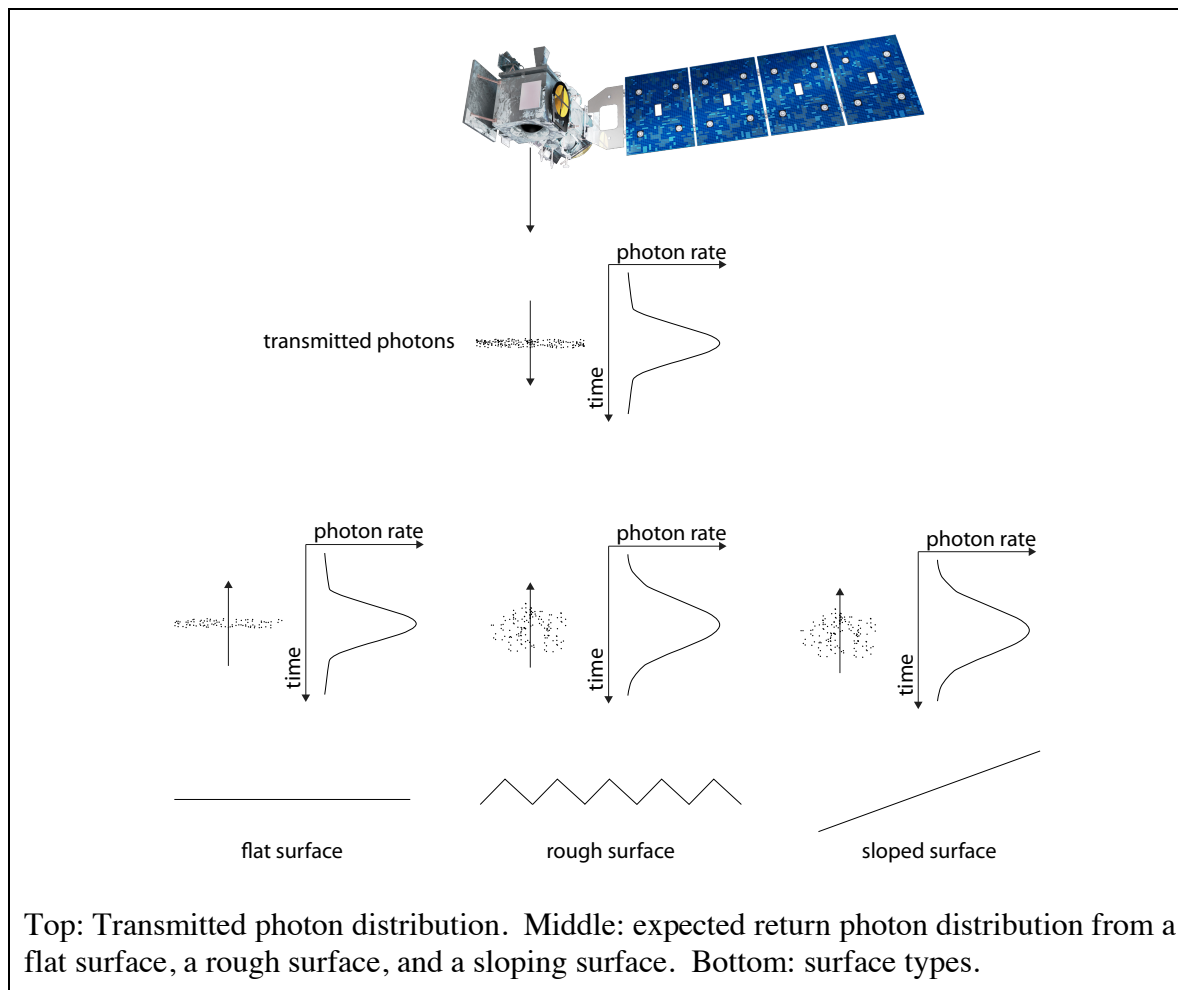 photon rate
transmitted photons
time
photon rate
time
photon rate
time
photon rate
time
flat surface
rough surface
sloped surface
Top: Transmitted photon distribution.  Middle: expected return photon distribution from a
flat surface, a rough surface, and a sloping surface.  Bottom: surface types.